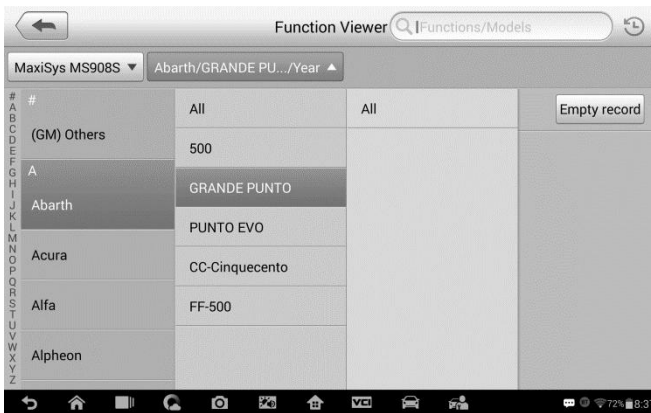 Function Viewer
Functions/Models
MaxiSys MS908S
Abarth/GRANDE PU.../Year
#
A
B
C
D
E
F
G
H
I
J
K
L
M
N
O
P
Q
R
S
T
U
V
W
X
Y
Z
#
(GM) Others
A
Abarth
Acura
Alfa
Alpheon
All
500
GRANDE PUNTO
PUNTO EVO
CC-Cinquecento
FF-500
All
Empty record
VCI
72%